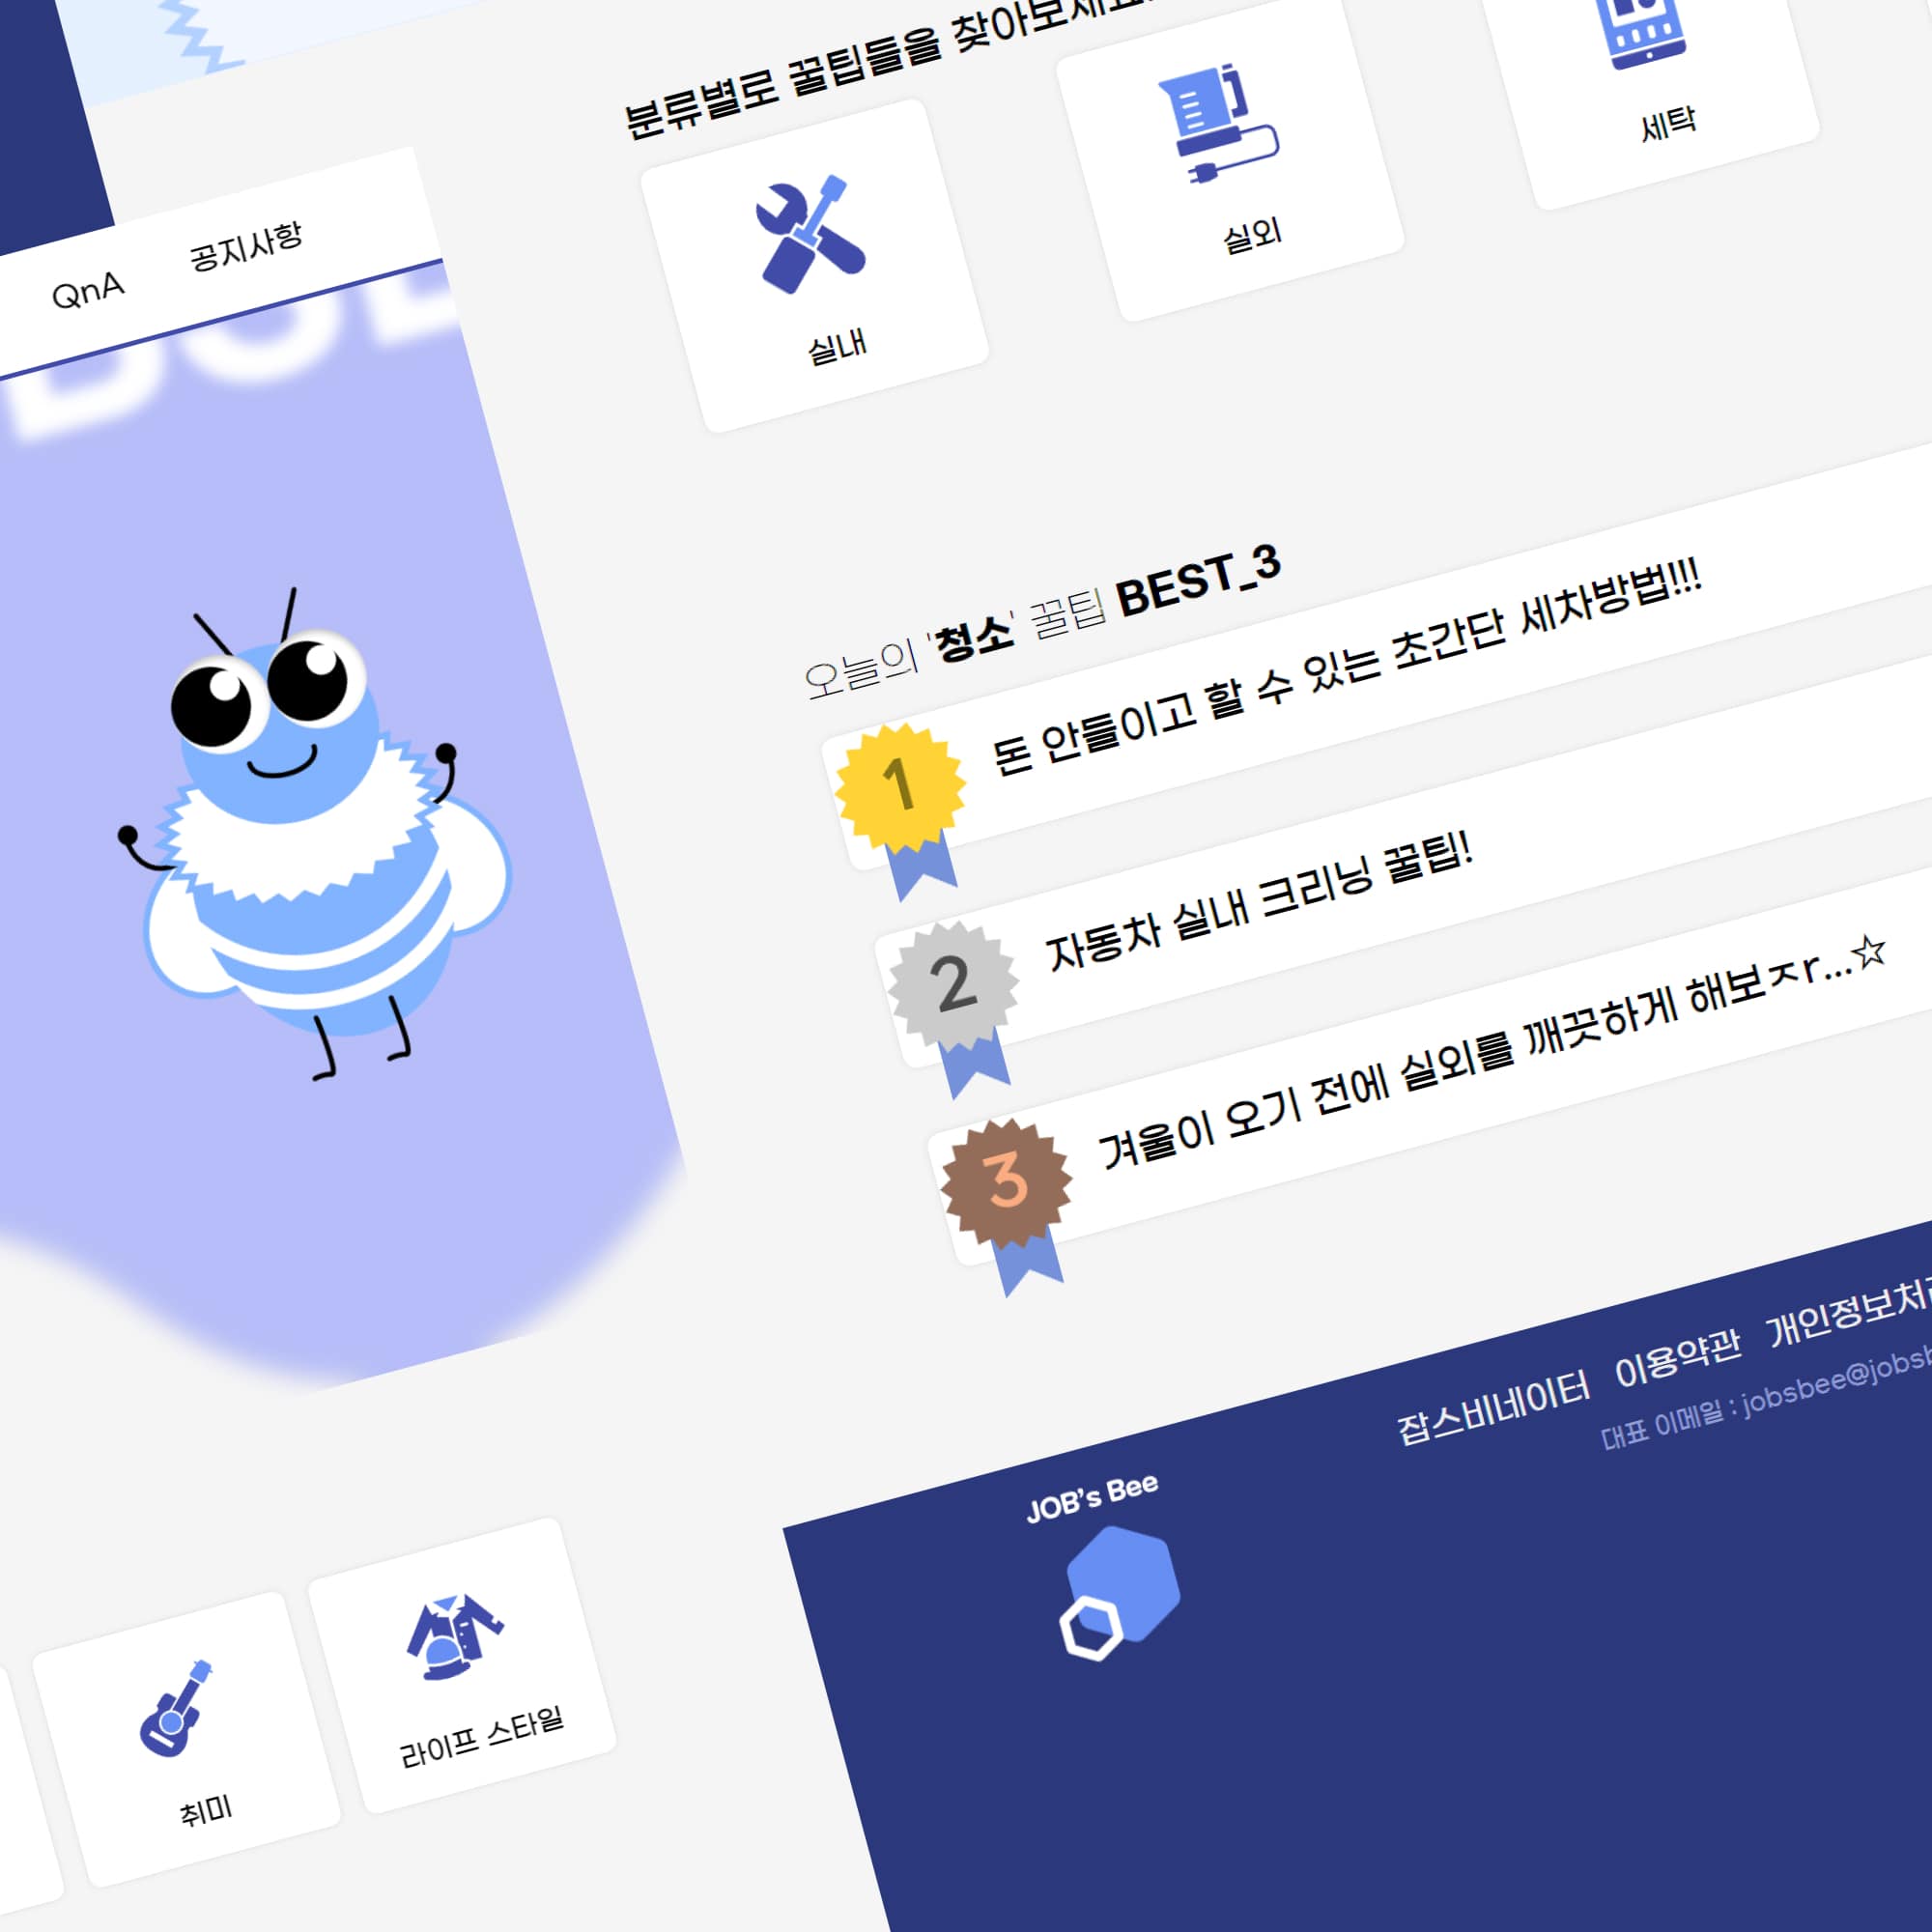 QnA
공지사항
분류별로 꿀팁들을 찾아보세요
실내
실외
세탁
오늘의 '청소' 꿀팁 BEST_3
1
돈 안들이고 할 수 있는 초간단 세차방법!!!
2
자동차 실내 크리닝 꿀팁!
3
겨울이 오기 전에 실외를 깨끗하게 해보ㅈr...☆
취미
라이프 스타일
JOB's Bee
잡스비네이터 이용약관 개인정보처리
대표 이메일 : jobsbee@jobsb